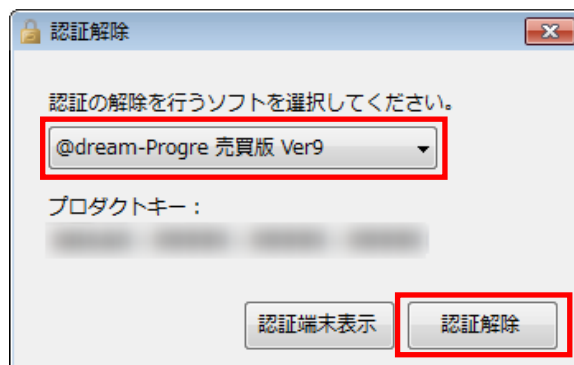 認証解除
認証の解除を行うソフトを選択してください。
@dream-Progre 売買版 Ver9
プロダクトキー：
認証端末表示
認証解除